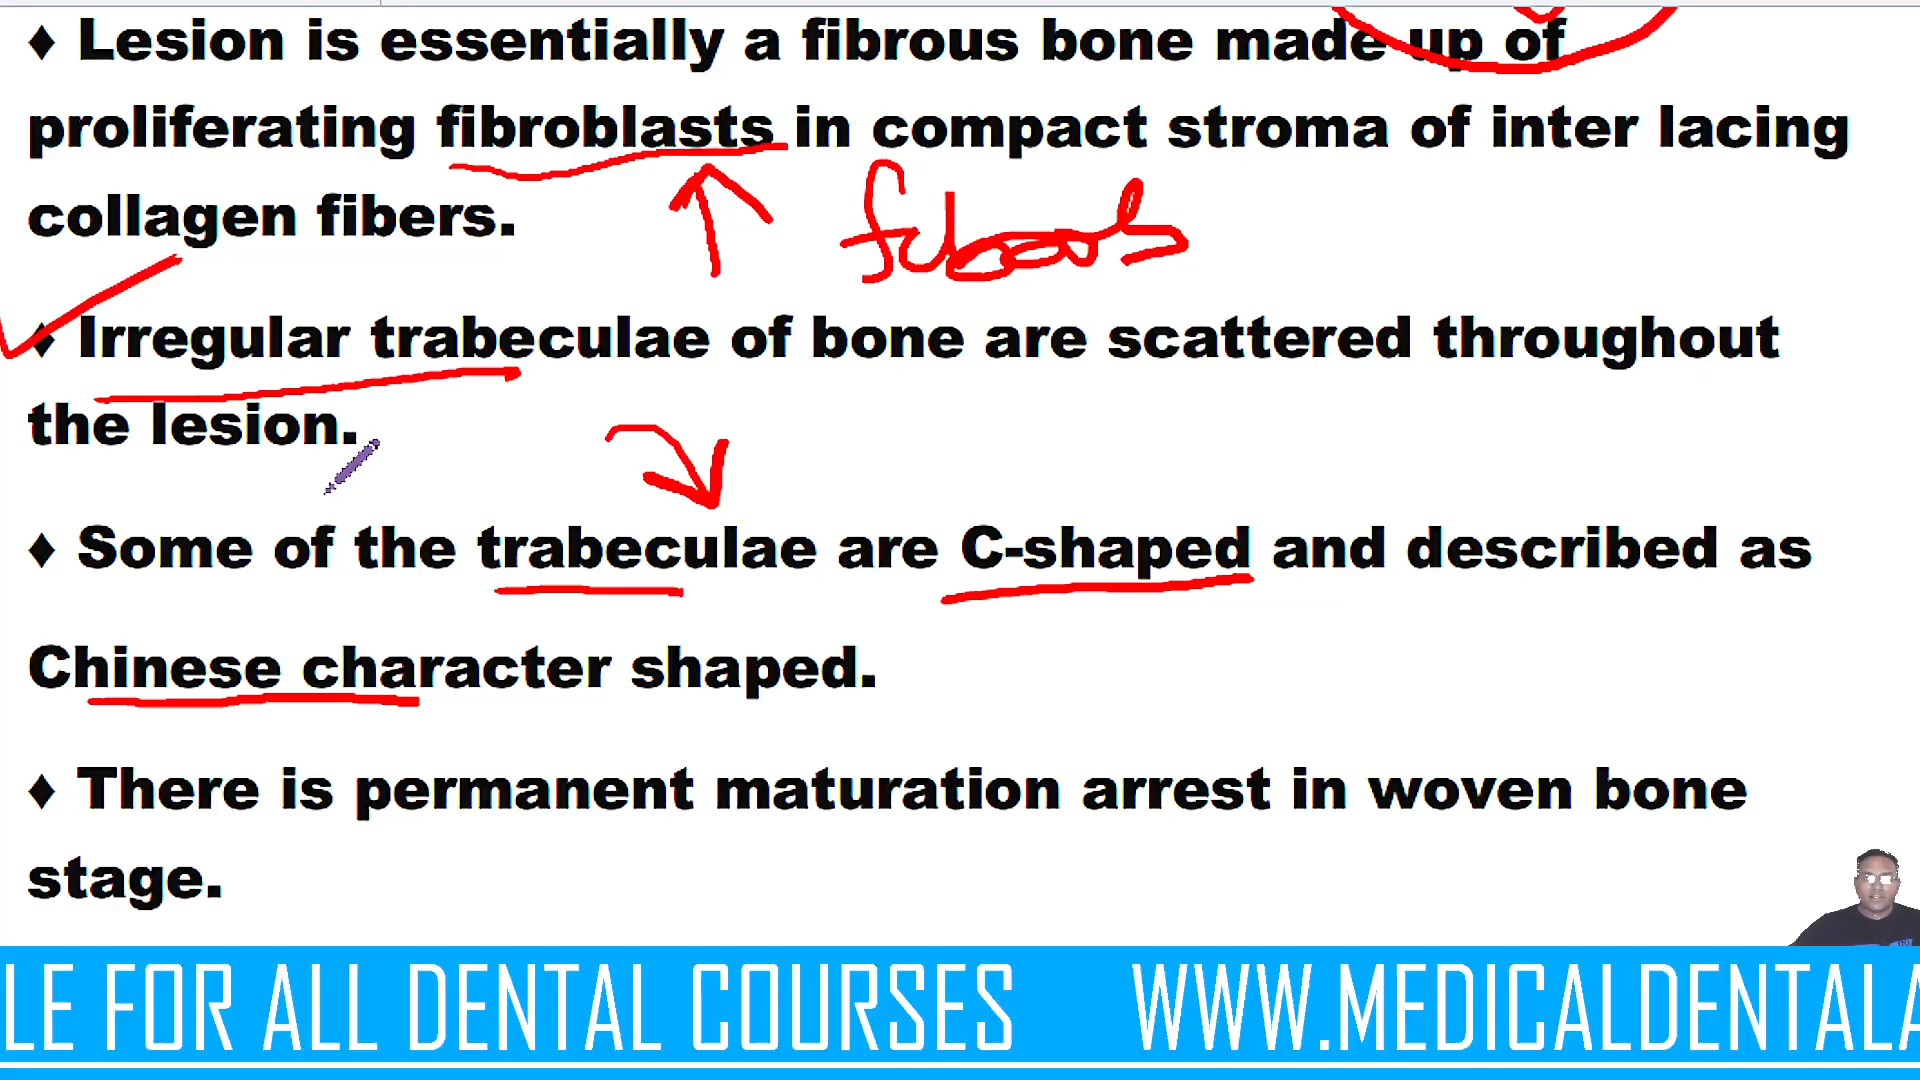 ♦ Lesion is essentially a fibrous bone made up of
proliferating fibroblasts in compact stroma of inter lacing
collagen fibers.
♦ Irregular trabeculae of bone are scattered throughout
the lesion.
♦ Some of the trabeculae are C-shaped and described as
Chinese character shaped.
♦ There is permanent maturation arrest in woven bone
stage.
LE FOR ALL DENTAL COURSES WWW.MEDICALDENTALA